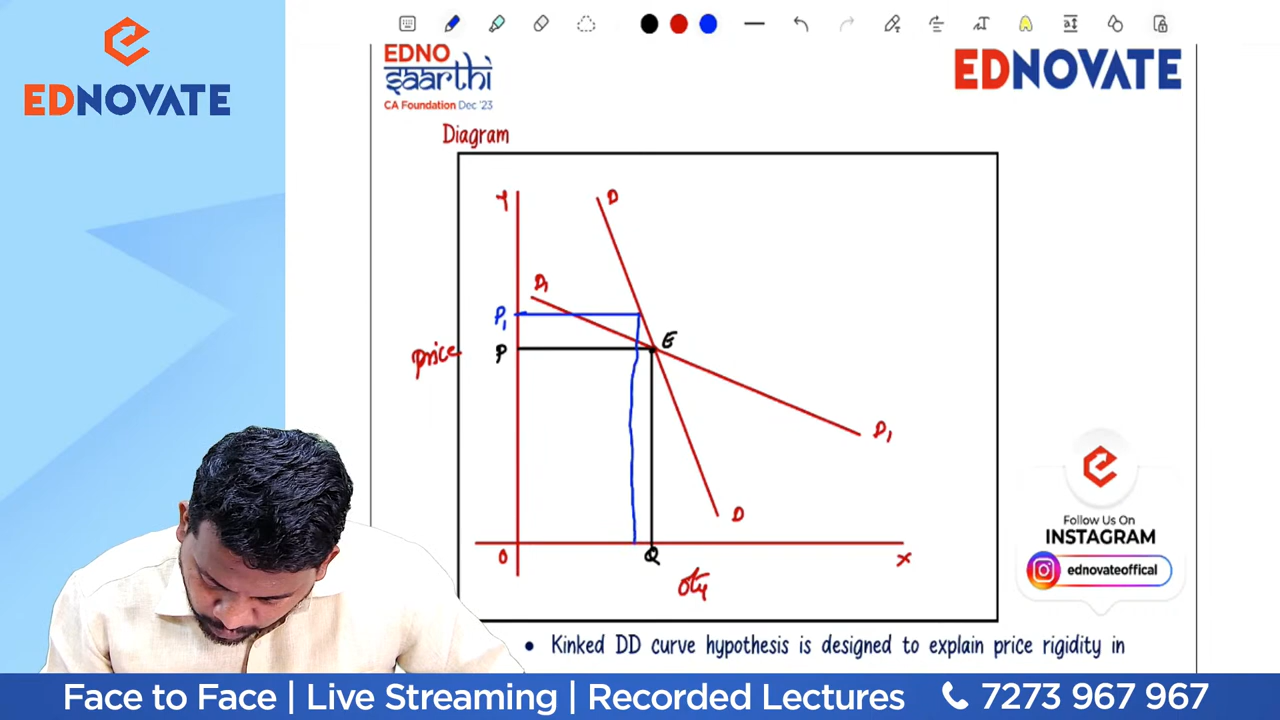 EDNOVATE
EDNO
saarthi
CA Foundation Dec '23
EDNOVATE
Diagram
Y
D
D₁
P₁
E
Price
P
D₁
D
O
Q
X
Qty
Follow Us On
INSTAGRAM
ednovateoffical
• Kinked DD curve hypothesis is designed to explain price rigidity in
Face to Face | Live Streaming | Recorded Lectures 7273 967 967